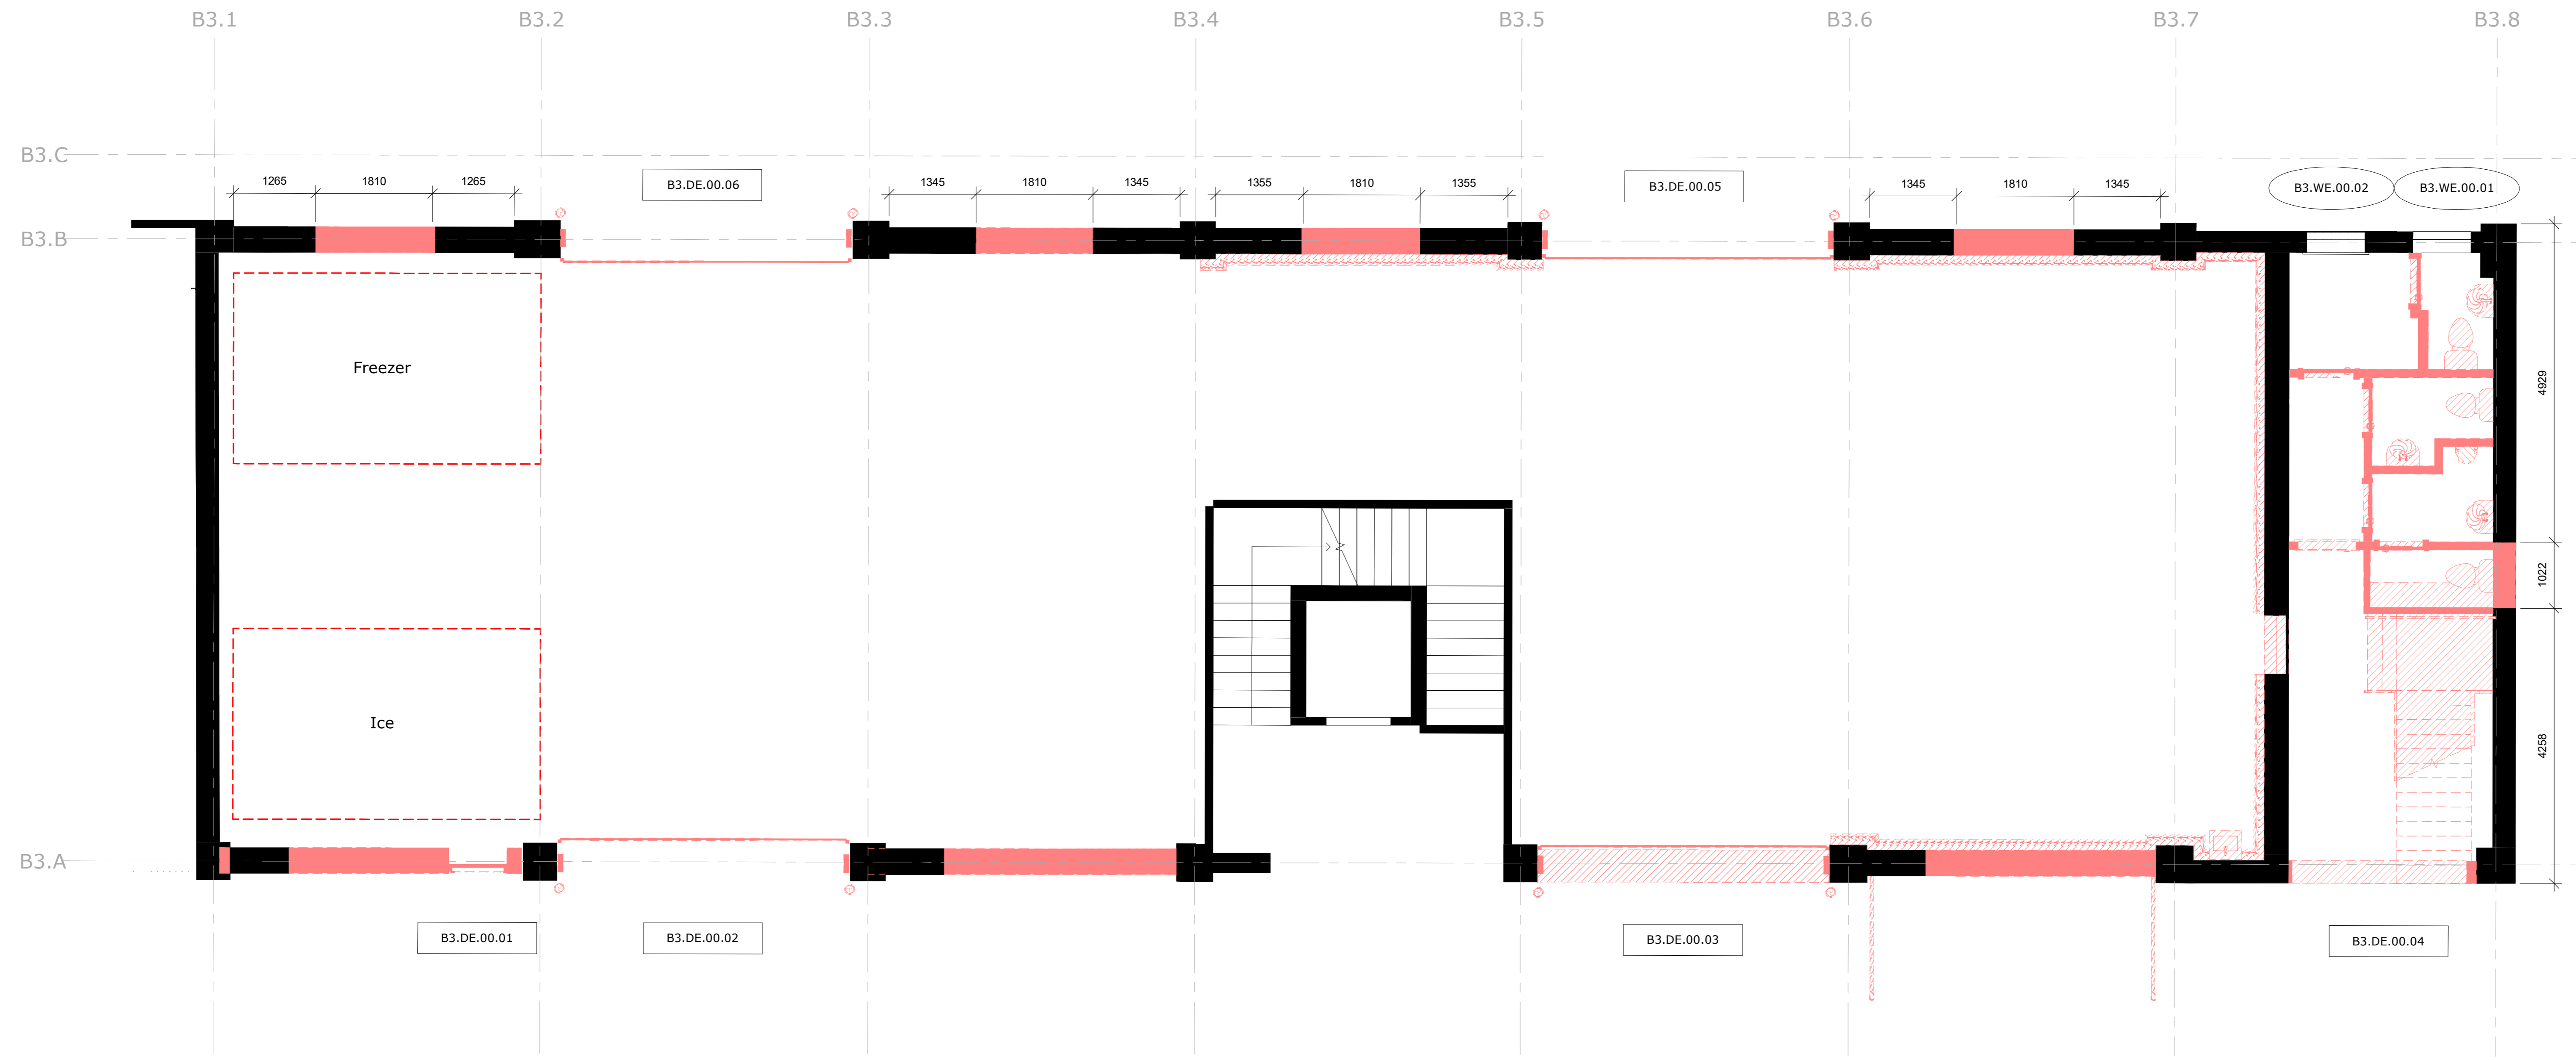 B3.1 B3.2 B3.3 B3.4 B3.5 B3.6 B3.7 B3.8
B3.C
1265 1810 1265 B3.DE.00.06 1345 1810 1345 1355 1810 1355 B3.DE.00.05 1345 1810 1345 B3.WE.00.02 B3.WE.00.01
B3.B
Freezer
4929
1022
Ice
4258
B3.A
B3.DE.00.01 B3.DE.00.02 B3.DE.00.03 B3.DE.00.04